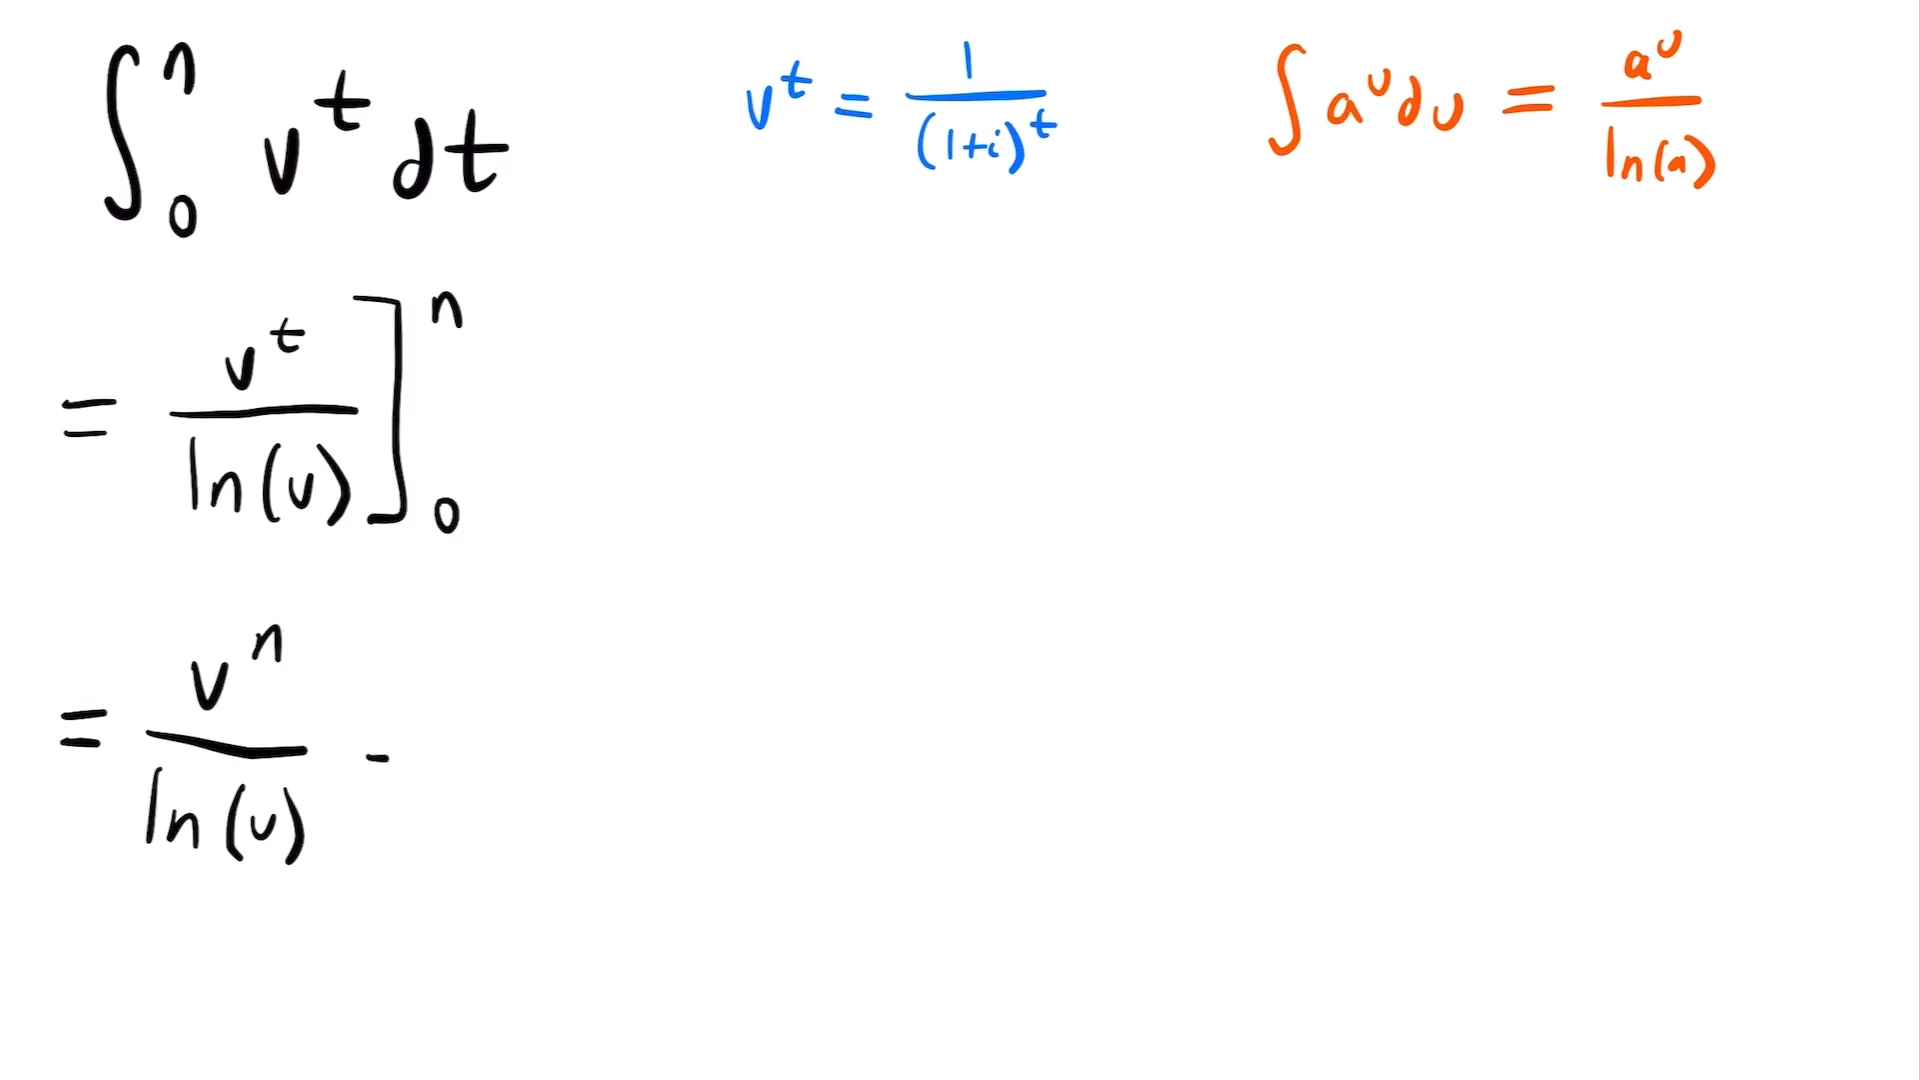 ∫₀ⁿ vᵗ dt
vᵗ = 1/(1+i)ᵗ
∫ aᵘ du = aᵘ/ln(a)
= vᵗ/ln(v) ]₀ⁿ
= vⁿ/ln(v) -